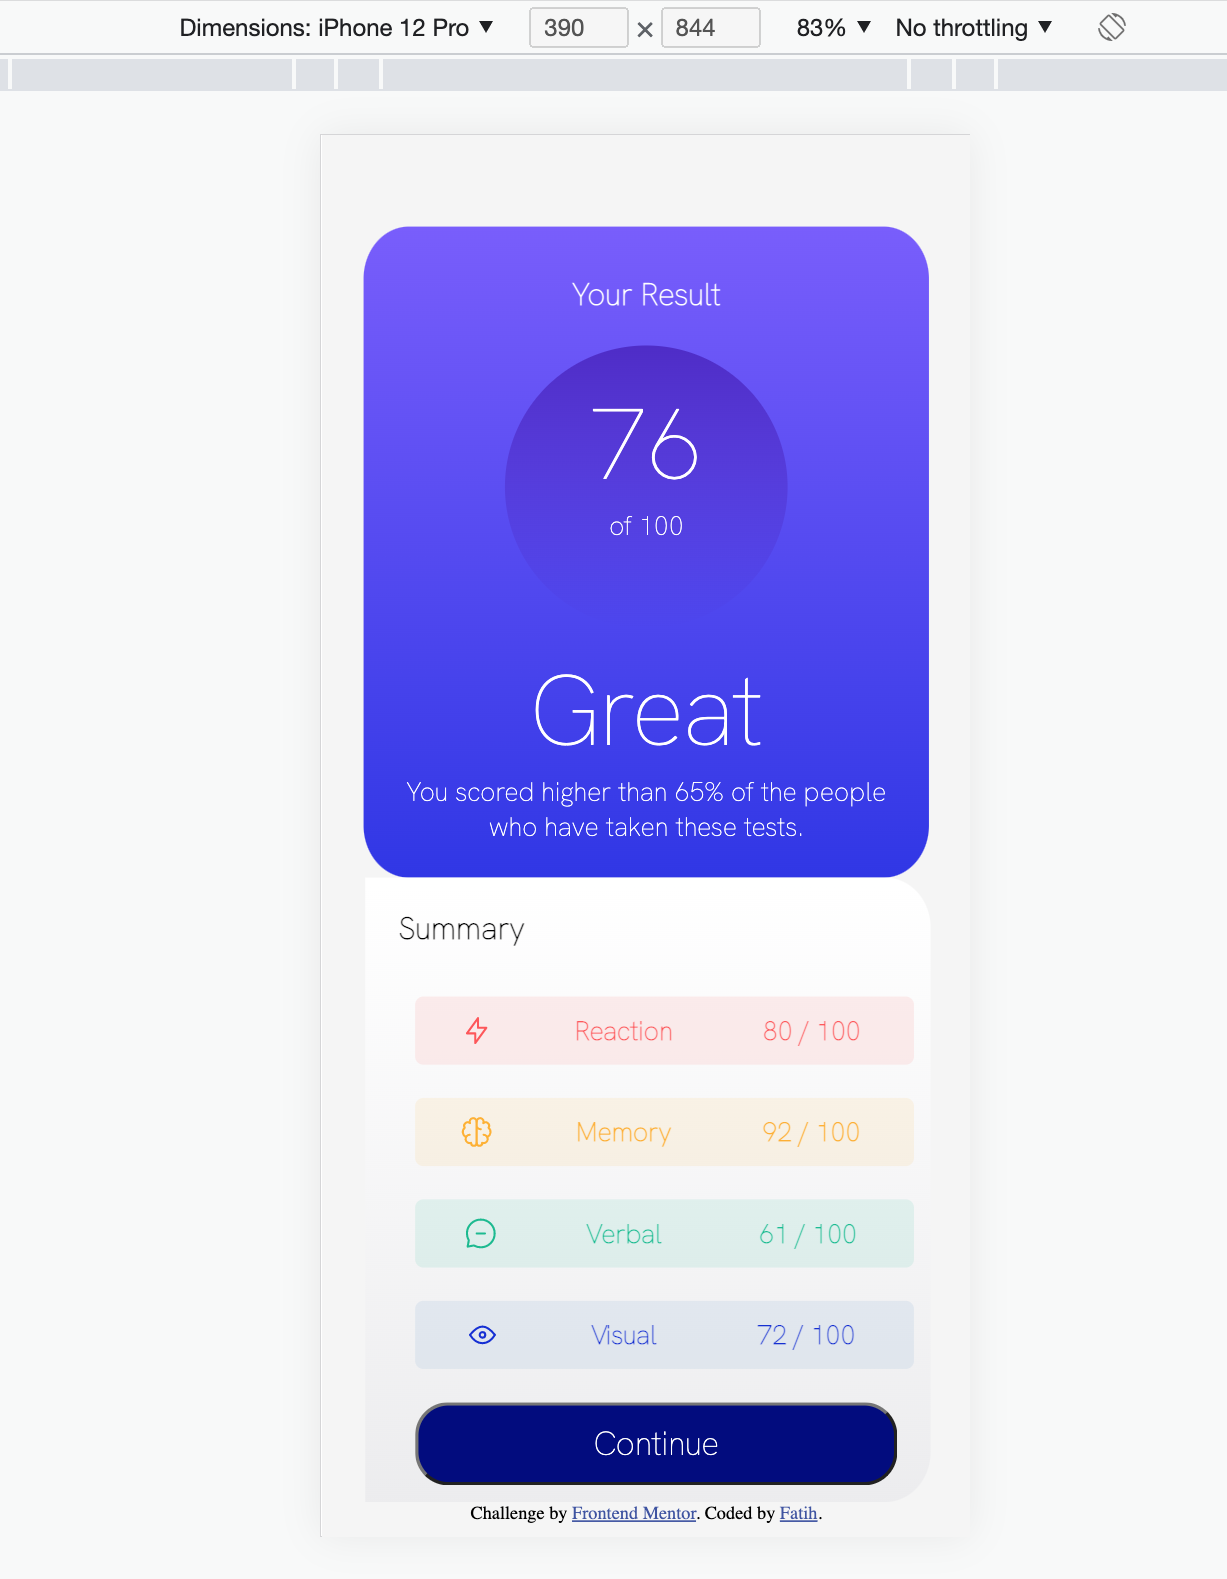 Dimensions: iPhone 12 Pro ▼ 390 × 844 83% ▼ No throttling ▼
Your Result
76
of 100
Great
You scored higher than 65% of the people
who have taken these tests.
Summary
Reaction 80 / 100
Memory 92 / 100
Verbal 61 / 100
Visual 72 / 100
Continue
Challenge by Frontend Mentor. Coded by Fatih.